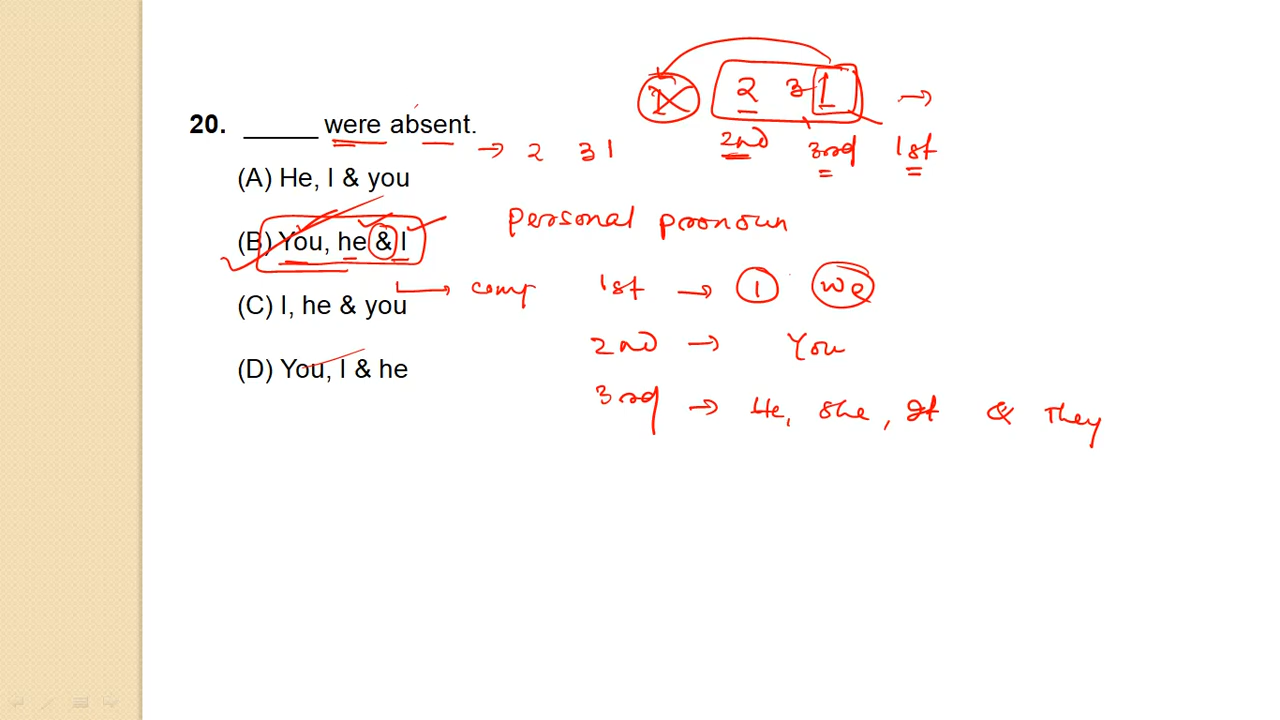 2 3 1 →
20. _____ were absent.
→ 2 3 1
2nd 3rd 1st
(A) He, I & you
personal pronoun
(B) You, he & I
→ comp
1st → I we
(C) I, he & you
2nd → You
(D) You, I & he
3rd → He, She, It & They